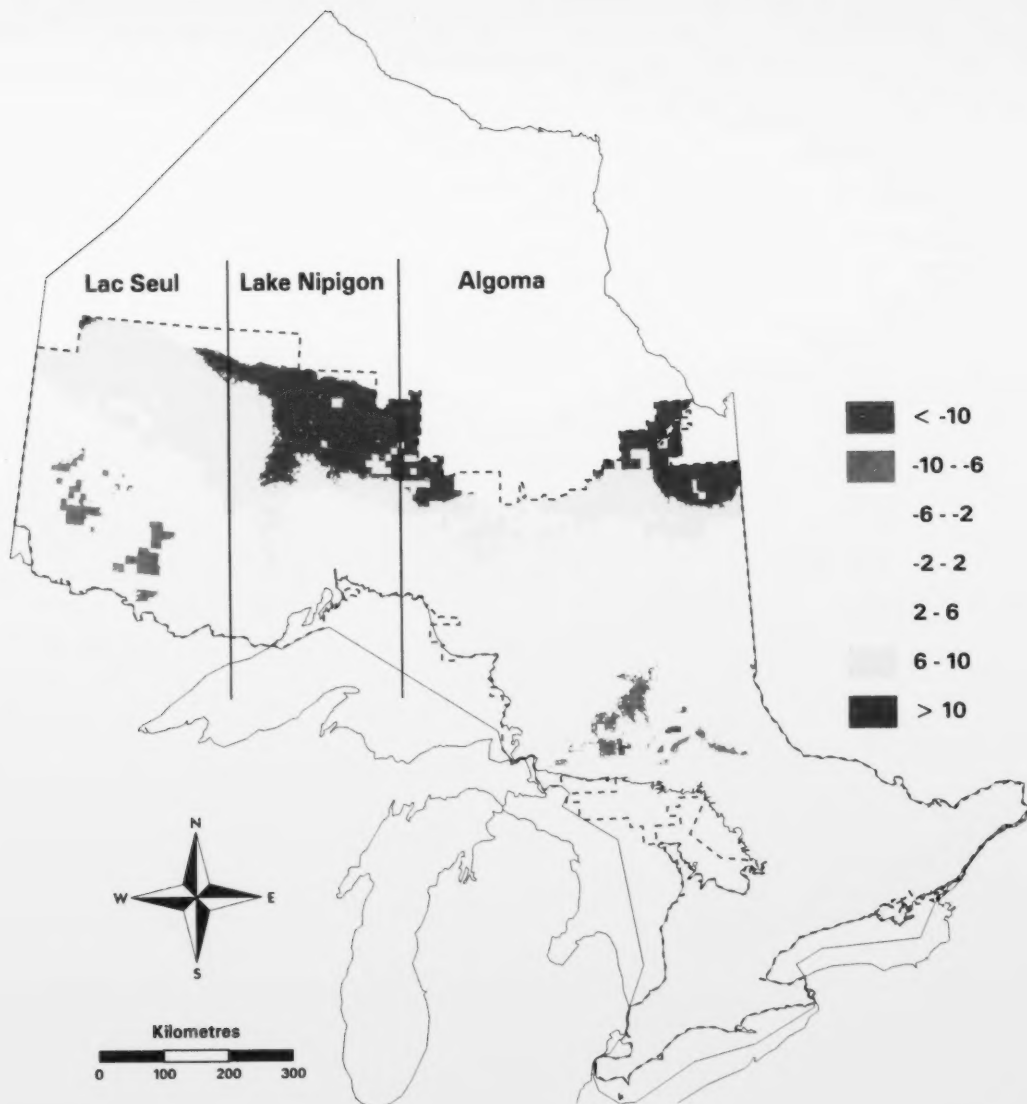 Lac Seul
Lake Nipigon
Algoma
< -10
-10 - -6
-6 - -2
-2 - 2
2 - 6
6 - 10
> 10
N
W
E
S
Kilometres
0 100 200 300